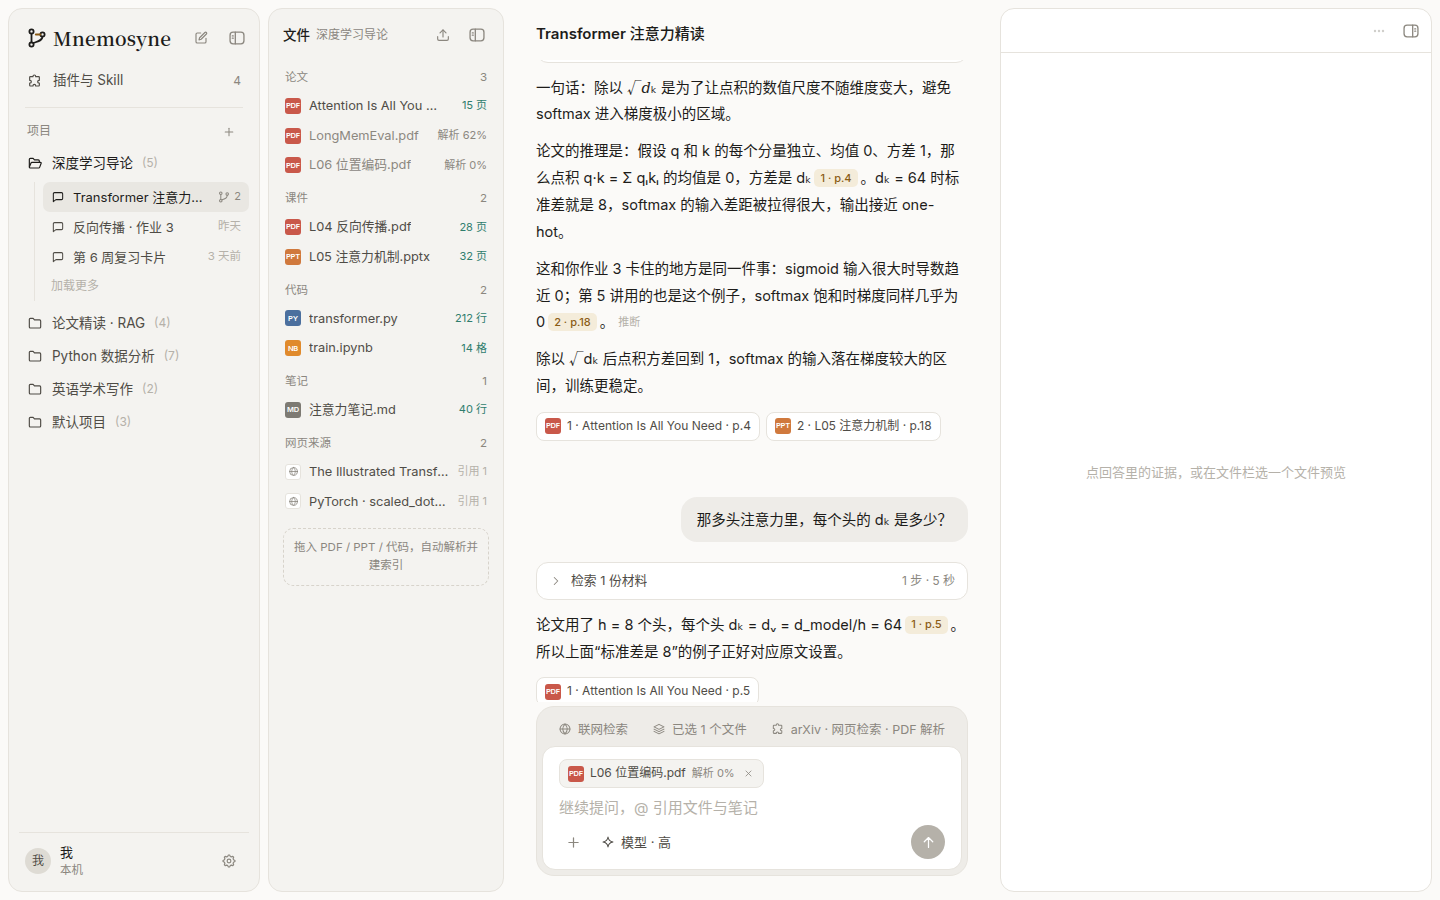 Mnemosyne
插件与 Skill 4
项目
深度学习导论 (5)
Transformer 注意力... 2
反向传播 · 作业 3 昨天
第 6 周复习卡片 3 天前
加载更多
论文精读 · RAG (4)
Python 数据分析 (7)
英语学术写作 (2)
默认项目 (3)
我 我
本机
文件 深度学习导论
论文 3
PDF Attention Is All You ... 15 页
PDF LongMemEval.pdf 解析 62%
PDF L06 位置编码.pdf 解析 0%
课件 2
PDF L04 反向传播.pdf 28 页
PPT L05 注意力机制.pptx 32 页
代码 2
PY transformer.py 212 行
NB train.ipynb 14 格
笔记 1
MD 注意力笔记.md 40 行
网页来源 2
The Illustrated Transf... 引用 1
PyTorch · scaled_dot... 引用 1
拖入 PDF / PPT / 代码，自动解析并
建索引
Transformer 注意力精读
一句话：除以 √dₖ 是为了让点积的数值尺度不随维度变大，避免
softmax 进入梯度极小的区域。
论文的推理是：假设 q 和 k 的每个分量独立、均值 0、方差 1，那
么点积 q·k = Σ qᵢkᵢ 的均值是 0，方差是 dₖ 1 · p.4 。dₖ = 64 时标
准差就是 8，softmax 的输入差距被拉得很大，输出接近 one-
hot。
这和你作业 3 卡住的地方是同一件事：sigmoid 输入很大时导数趋
近 0；第 5 讲用的也是这个例子，softmax 饱和时梯度同样几乎为
0 2 · p.18 。 推断
除以 √dₖ 后点积方差回到 1，softmax 的输入落在梯度较大的区
间，训练更稳定。
PDF 1 · Attention Is All You Need · p.4 PPT 2 · L05 注意力机制 · p.18
那多头注意力里，每个头的 dₖ 是多少？
检索 1 份材料 1 步 · 5 秒
论文用了 h = 8 个头，每个头 dₖ = dᵥ = d_model/h = 64 1 · p.5 。
所以上面“标准差是 8”的例子正好对应原文设置。
PDF 1 · Attention Is All You Need · p.5
联网检索 已选 1 个文件 arXiv · 网页检索 · PDF 解析
PDF L06 位置编码.pdf 解析 0% ×
继续提问，@ 引用文件与笔记
模型 · 高
点回答里的证据，或在文件栏选一个文件预览